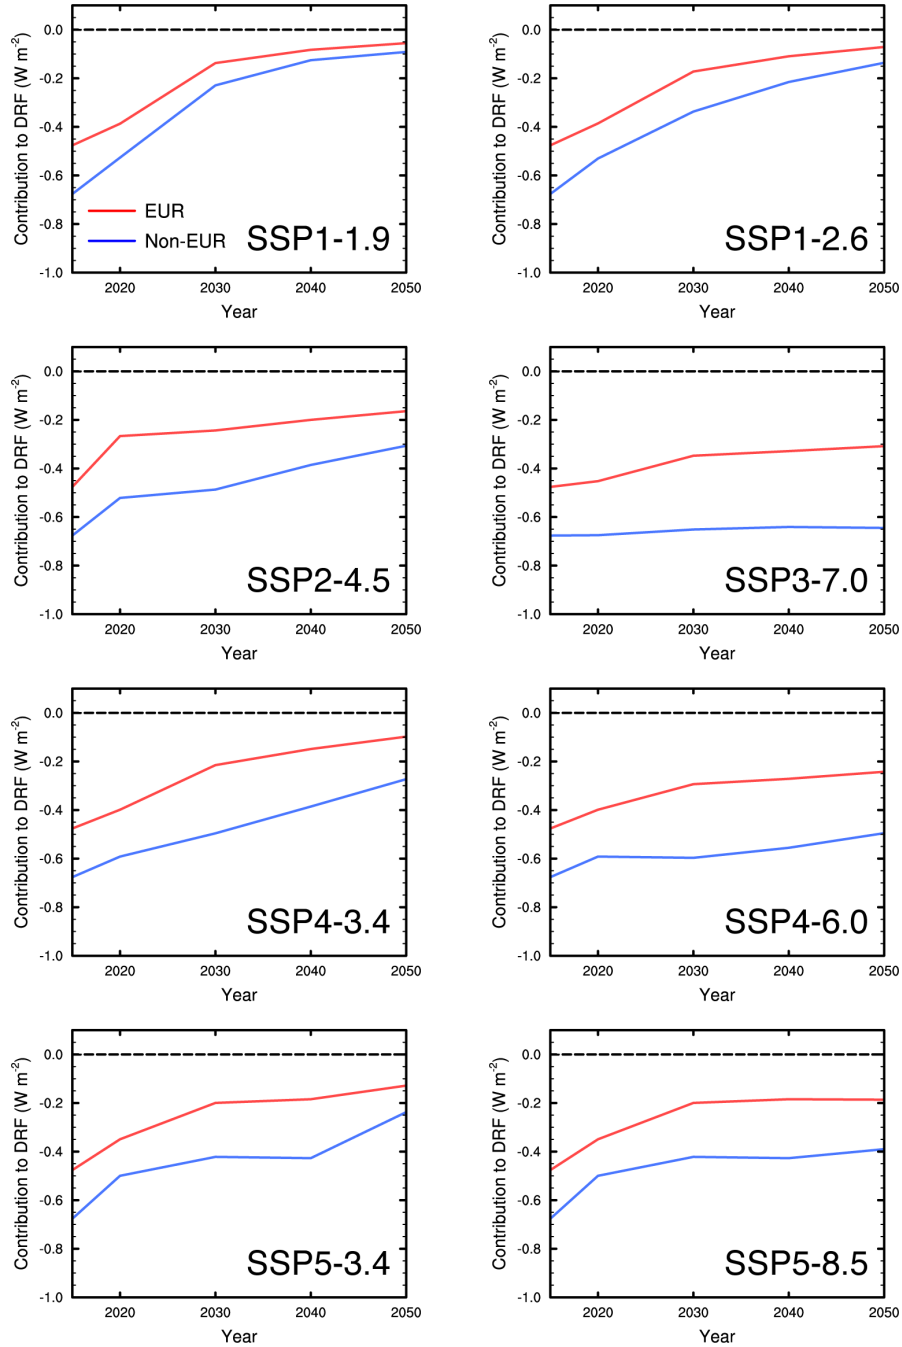 0.0
-0.2
-0.4
-0.6
-0.8
-1.0
Contribution to DRF (W m⁻²)
EUR
Non-EUR
SSP1-1.9
2020 2030 2040 2050
Year
0.0
-0.2
-0.4
-0.6
-0.8
-1.0
Contribution to DRF (W m⁻²)
SSP1-2.6
2020 2030 2040 2050
Year
0.0
-0.2
-0.4
-0.6
-0.8
-1.0
Contribution to DRF (W m⁻²)
SSP2-4.5
2020 2030 2040 2050
Year
0.0
-0.2
-0.4
-0.6
-0.8
-1.0
Contribution to DRF (W m⁻²)
SSP3-7.0
2020 2030 2040 2050
Year
0.0
-0.2
-0.4
-0.6
-0.8
-1.0
Contribution to DRF (W m⁻²)
SSP4-3.4
2020 2030 2040 2050
Year
0.0
-0.2
-0.4
-0.6
-0.8
-1.0
Contribution to DRF (W m⁻²)
SSP4-6.0
2020 2030 2040 2050
Year
0.0
-0.2
-0.4
-0.6
-0.8
-1.0
Contribution to DRF (W m⁻²)
SSP5-3.4
2020 2030 2040 2050
Year
0.0
-0.2
-0.4
-0.6
-0.8
-1.0
Contribution to DRF (W m⁻²)
SSP5-8.5
2020 2030 2040 2050
Year